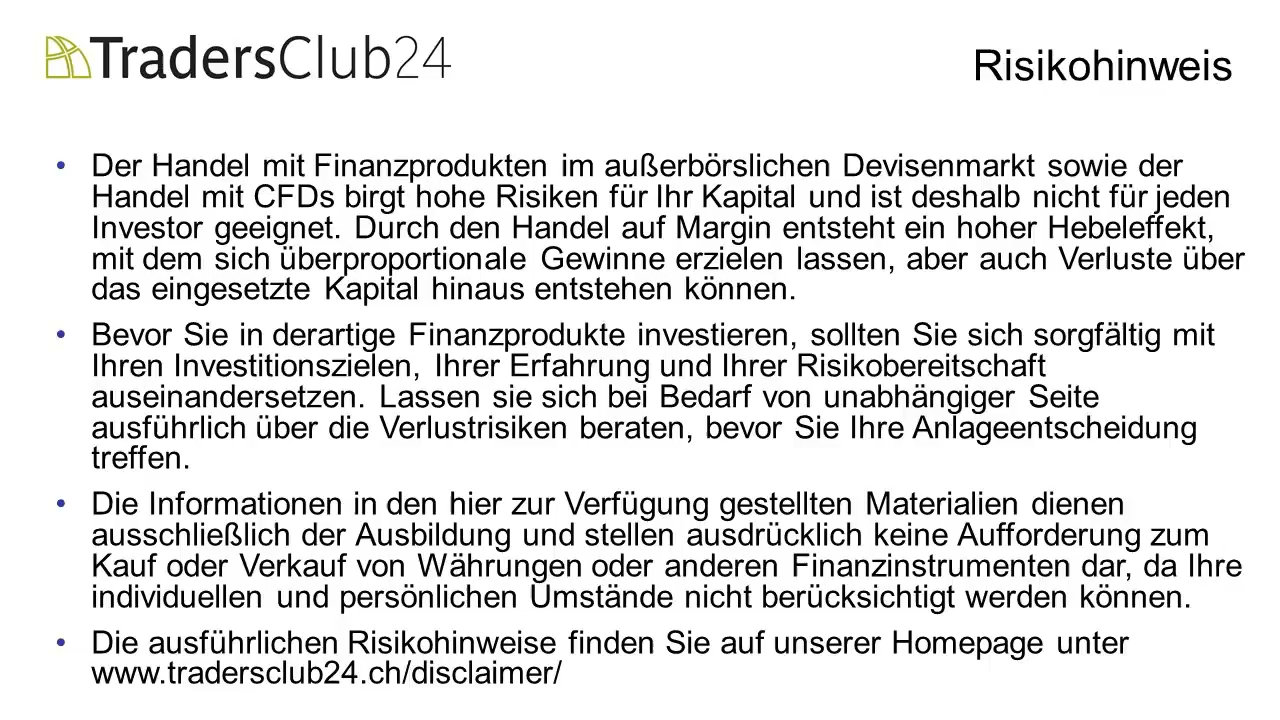 TradersClub24
Risikohinweis
• Der Handel mit Finanzprodukten im außerbörslichen Devisenmarkt sowie der
Handel mit CFDs birgt hohe Risiken für Ihr Kapital und ist deshalb nicht für jeden
Investor geeignet. Durch den Handel auf Margin entsteht ein hoher Hebeleffekt,
mit dem sich überproportionale Gewinne erzielen lassen, aber auch Verluste über
das eingesetzte Kapital hinaus entstehen können.
• Bevor Sie in derartige Finanzprodukte investieren, sollten Sie sich sorgfältig mit
Ihren Investitionszielen, Ihrer Erfahrung und Ihrer Risikobereitschaft
auseinandersetzen. Lassen sie sich bei Bedarf von unabhängiger Seite
ausführlich über die Verlustrisiken beraten, bevor Sie Ihre Anlageentscheidung
treffen.
• Die Informationen in den hier zur Verfügung gestellten Materialien dienen
ausschließlich der Ausbildung und stellen ausdrücklich keine Aufforderung zum
Kauf oder Verkauf von Währungen oder anderen Finanzinstrumenten dar, da Ihre
individuellen und persönlichen Umstände nicht berücksichtigt werden können.
• Die ausführlichen Risikohinweise finden Sie auf unserer Homepage unter
www.tradersclub24.ch/disclaimer/